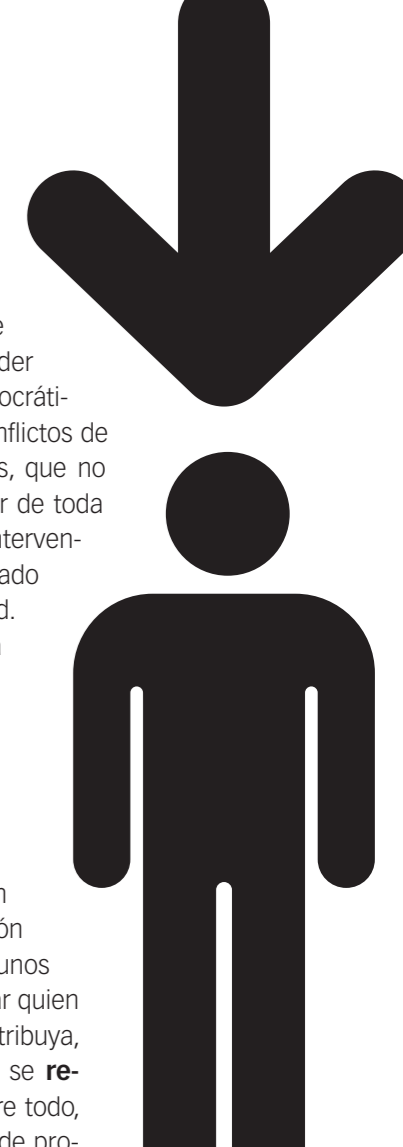 e
der
ocráti-
nflictos de
s, que no
r de toda
nterven-
ado
d.
n
ón
unos
ar quien
tribuya,
se re-
re todo,
de pro-